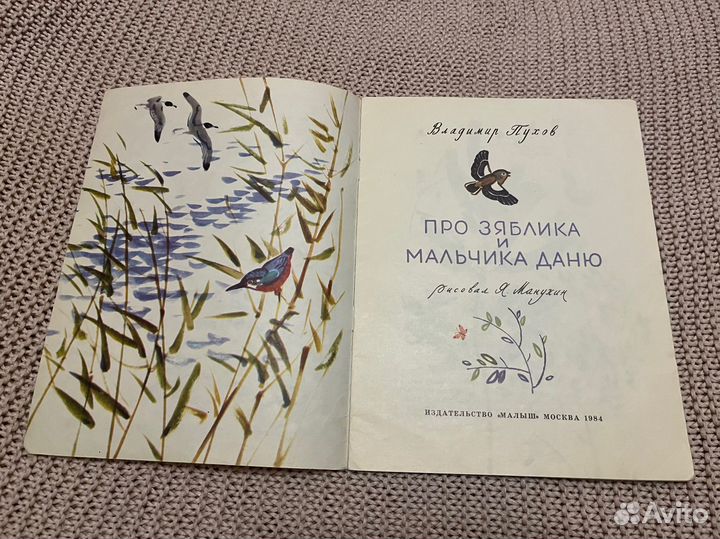 Владимир Пухов
ПРО ЗЯБЛИКА
И
МАЛЬЧИКА ДАНЮ
рисовал Я. Манухин
ИЗДАТЕЛЬСТВО «МАЛЫШ» МОСКВА 1984
Avito